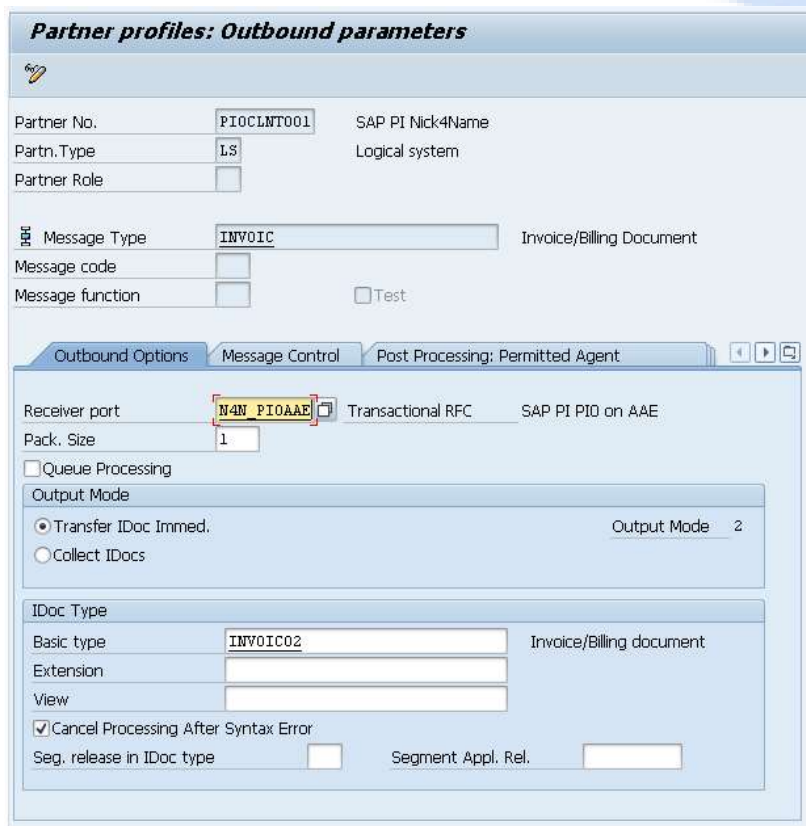 Partner profiles: Outbound parameters
Partner No. PI0CLNT001 SAP PI Nick4Name
Partn.Type LS Logical system
Partner Role
Message Type INVOIC Invoice/Billing Document
Message code
Message function Test
Outbound Options Message Control Post Processing: Permitted Agent
Receiver port N4N_PI0AAE Transactional RFC SAP PI PI0 on AAE
Pack. Size 1
Queue Processing
Output Mode
Transfer IDoc Immed. Output Mode 2
Collect IDocs
IDoc Type
Basic type INVOIC02 Invoice/Billing document
Extension
View
Cancel Processing After Syntax Error
Seg. release in IDoc type Segment Appl. Rel.